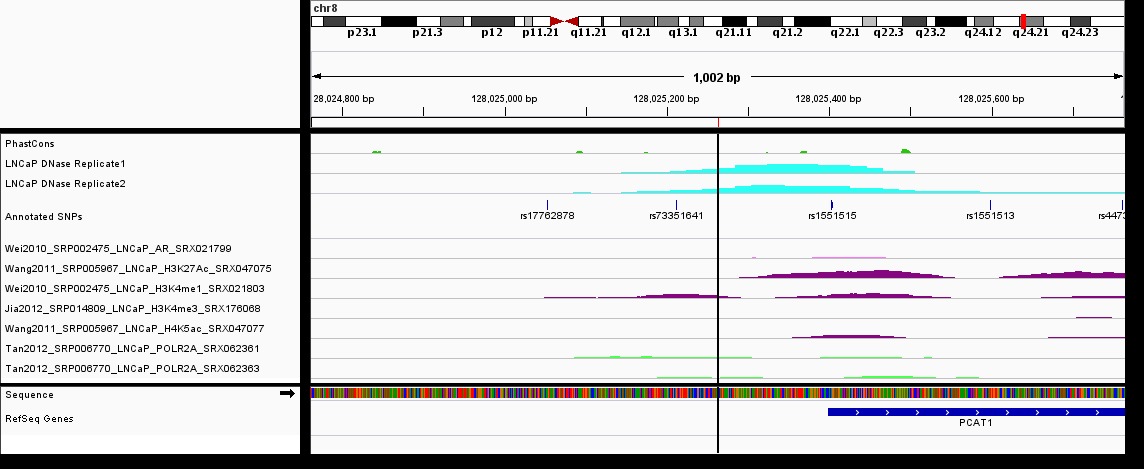 chr8
p23.1 p21.3 p12 p11.21 q11.21 q12.1 q13.1 q21.11 q21.2 q22.1 q22.3 q23.2 q24.12 q24.21 q24.23
1,002 bp
28,024,800 bp 128,025,000 bp 128,025,200 bp 128,025,400 bp 128,025,600 bp
PhastCons
LNCaP DNase Replicate1
LNCaP DNase Replicate2
Annotated SNPs
rs17762878 rs73351641 rs1551515 rs1551513 rs4473
Wei2010_SRP002475_LNCaP_AR_SRX021799
Wang2011_SRP005967_LNCaP_H3K27Ac_SRX047075
Wei2010_SRP002475_LNCaP_H3K4me1_SRX021803
Jia2012_SRP014809_LNCaP_H3K4me3_SRX176068
Wang2011_SRP005967_LNCaP_H4K5ac_SRX047077
Tan2012_SRP006770_LNCaP_POLR2A_SRX062361
Tan2012_SRP006770_LNCaP_POLR2A_SRX062363
Sequence
RefSeq Genes
PCAT1